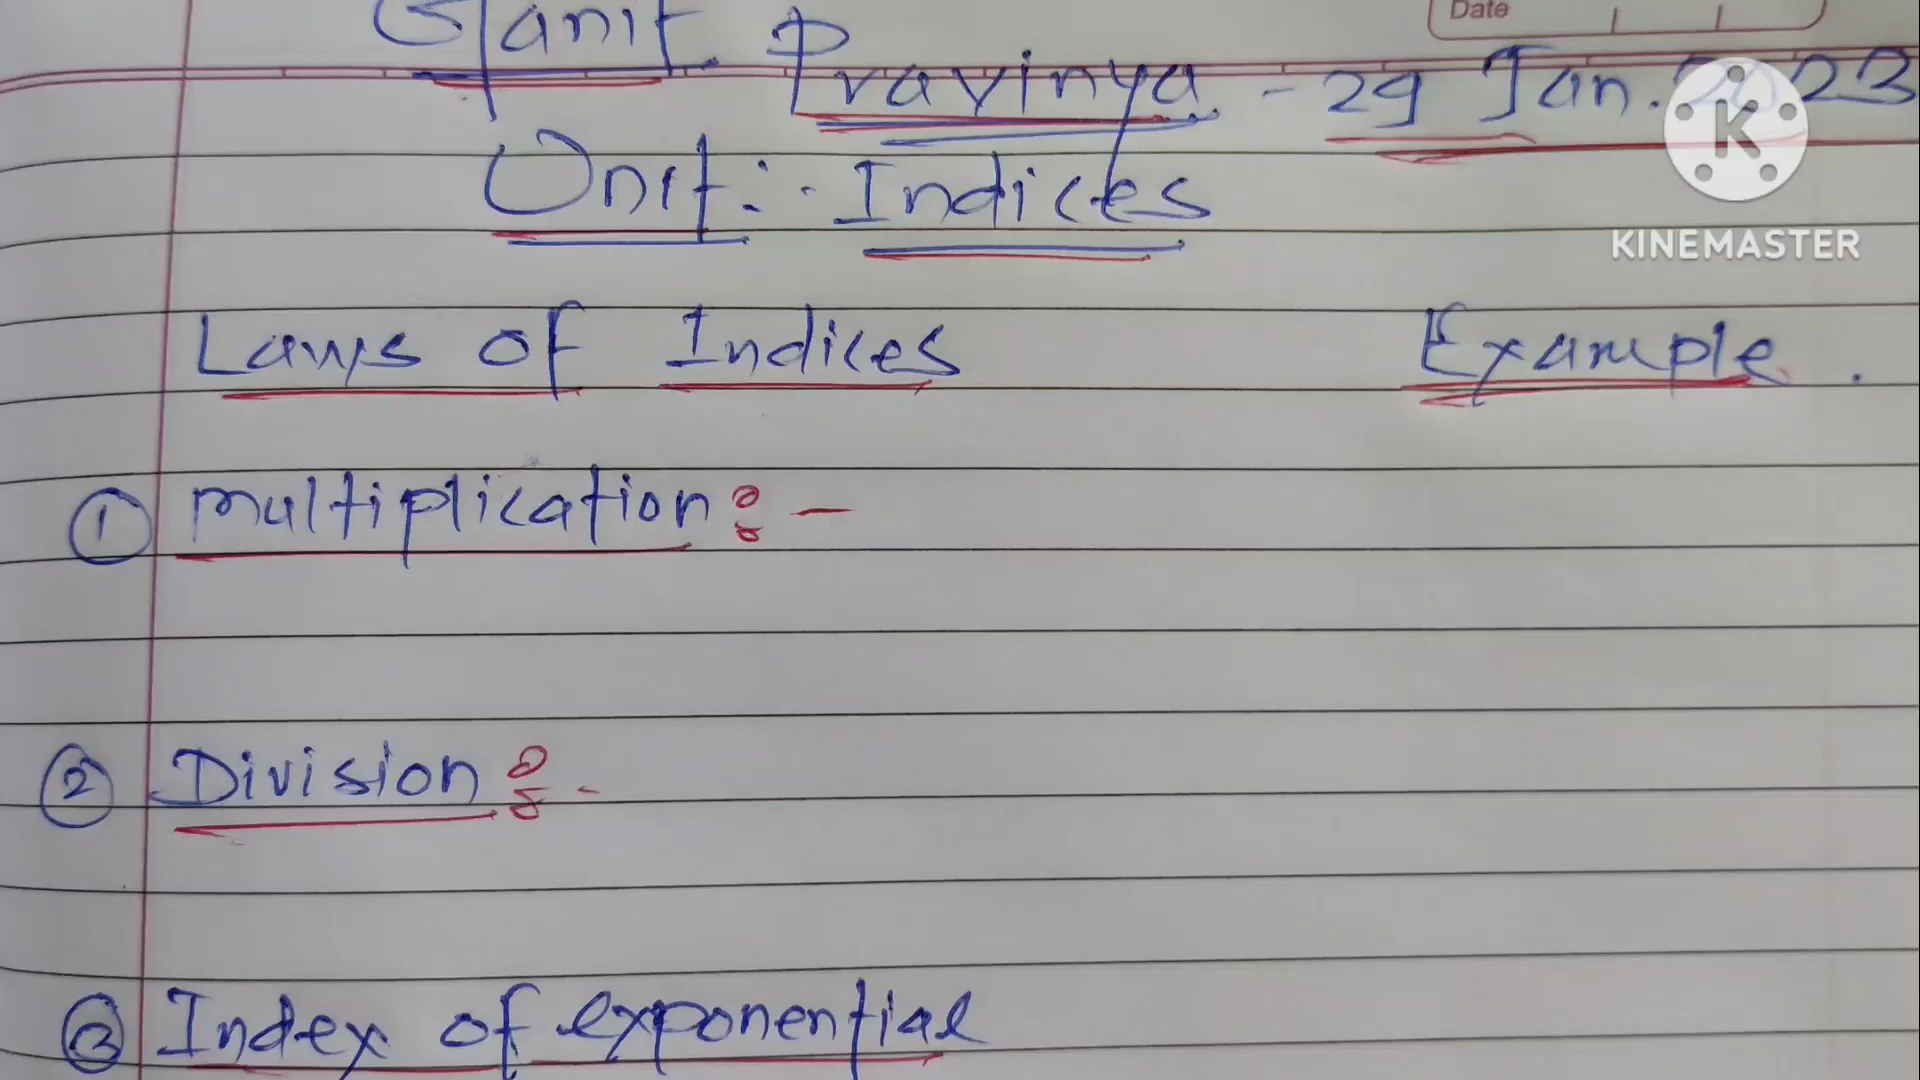 Date
Ganit Pravinya - 29 Jan. 2023
Unit :- Indices
KINEMASTER
Laws of Indices Example.
① Multiplication :-
② Division :-
③ Index of exponential